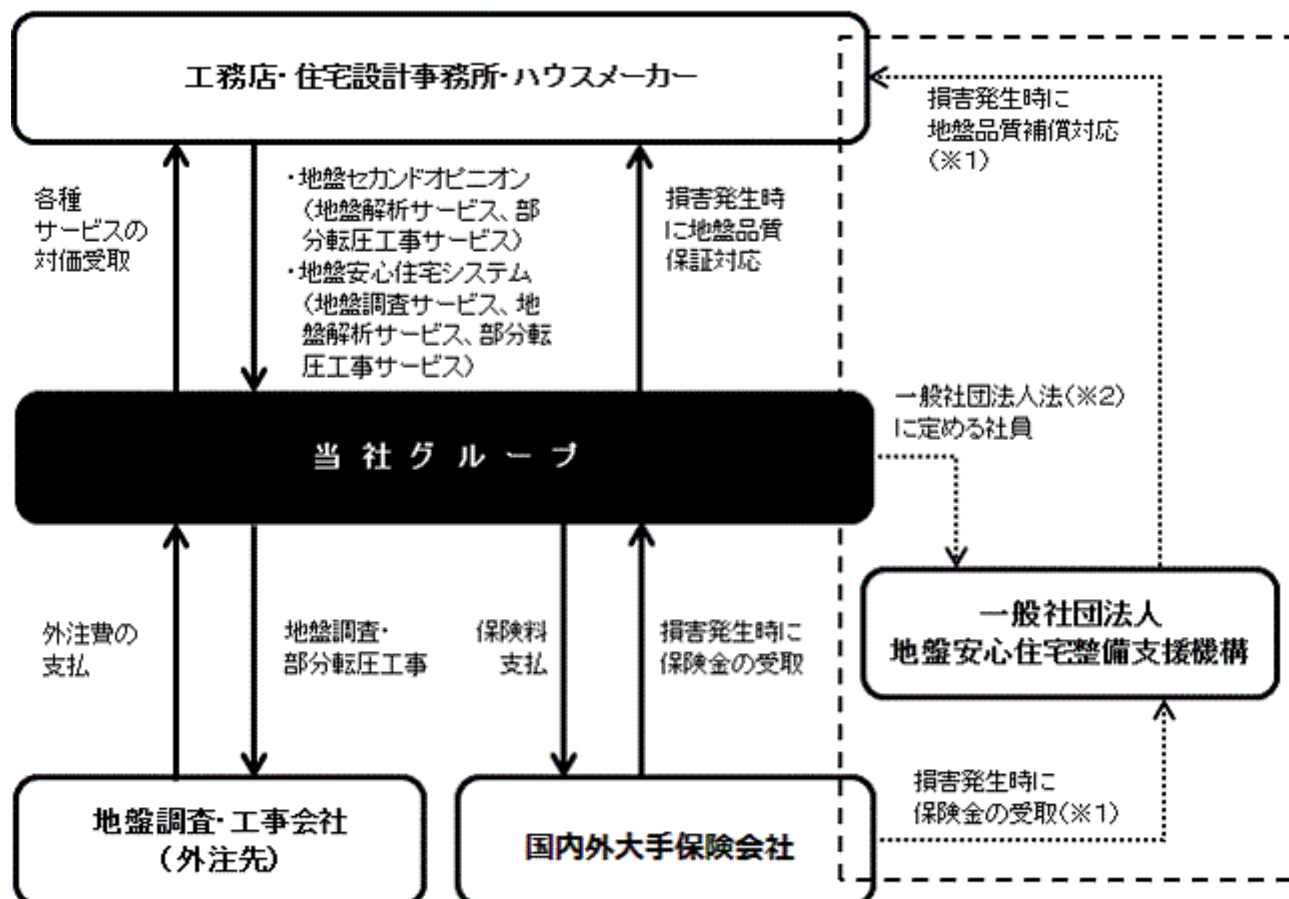 工務店・住宅設計事務所・ハウスメーカー
損害発生時に
地盤品質補償対応
(※1)
各種
サービスの
対価受取
・地盤セカンドオピニオン
(地盤解析サービス、部
分転圧工事サービス)
・地盤安心住宅システム
(地盤調査サービス、地
盤解析サービス、部分転
圧工事サービス)
損害発生時
に地盤品質
保証対応
当社グループ
一般社団法人法(※2)
に定める社員
外注費の
支払
地盤調査・
部分転圧工事
保険料
支払
損害発生時に
保険金の受取
一般社団法人
地盤安心住宅整備支援機構
地盤調査・工事会社
(外注先)
国内外大手保険会社
損害発生時に
保険金の受取(※1)